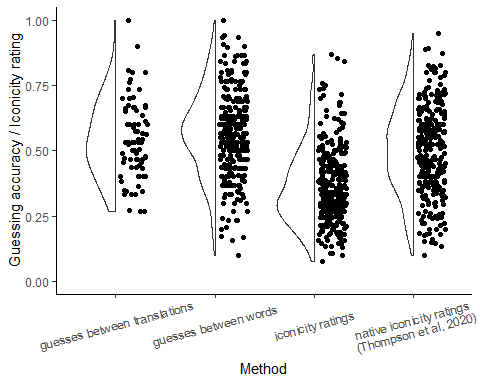 Guessing accuracy / Iconicity rating
1.00
0.75
0.50
0.25
0.00
guesses between translations
guesses between words
iconicity ratings
native iconicity ratings
(Thompson et al. 2020)
Method